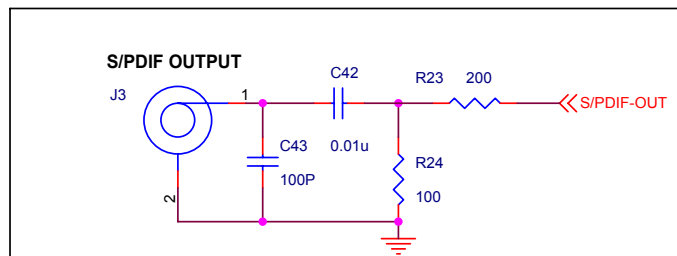 S/PDIF OUTPUT
J3
1
2
C42
0.01u
C43
100P
R23 200
R24
100
S/PDIF-OUT